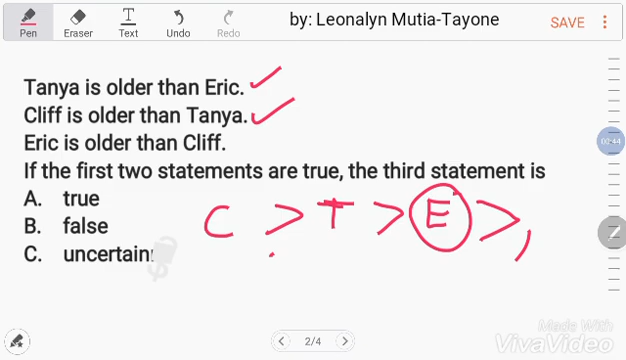 by: Leonalyn Mutia-Tayone
SAVE
Pen
Eraser
Text
Undo
Redo
Tanya is older than Eric.
Cliff is older than Tanya.
Eric is older than Cliff.
If the first two statements are true, the third statement is
A. true
B. false
C. uncertain
C > T > E >,
00:44
2/4
Made With
VivaVideo